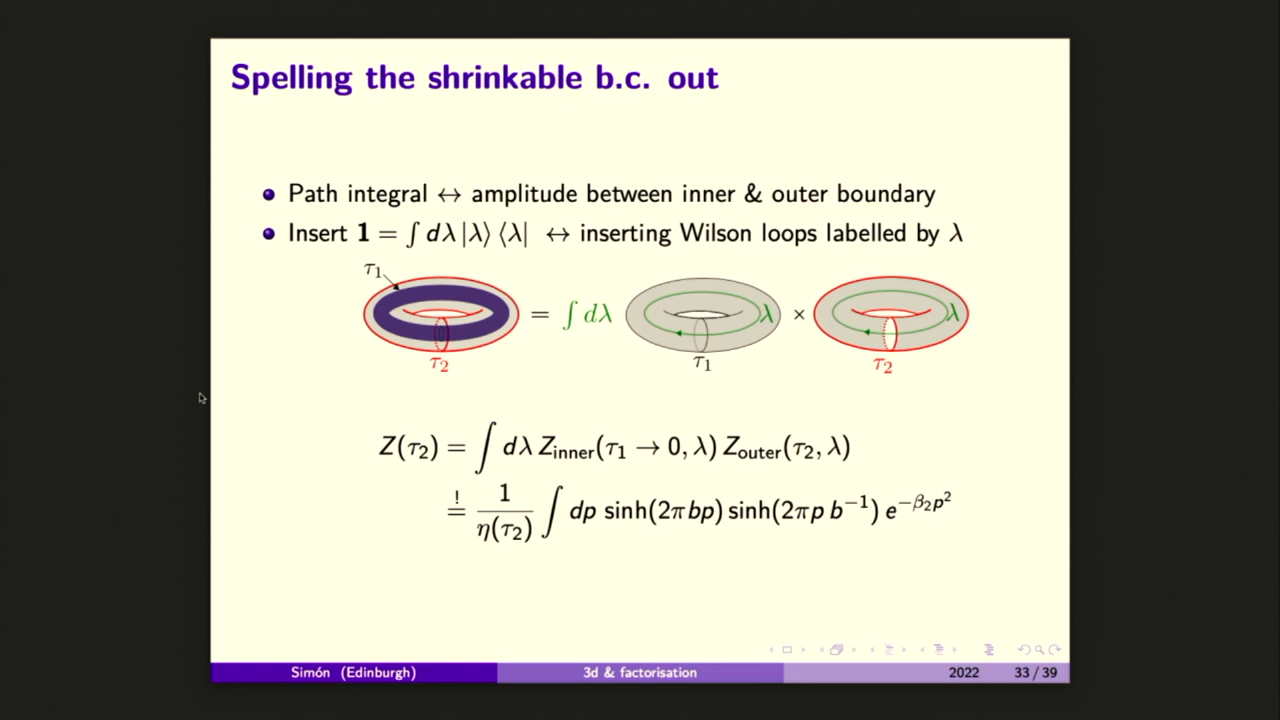 Spelling the shrinkable b.c. out
Path integral ↔ amplitude between inner & outer boundary
Insert 1 = ∫ dλ |λ⟩ ⟨λ| ↔ inserting Wilson loops labelled by λ
τ₁
= ∫ dλ λ × λ
τ₂ τ₁ τ₂
Z(τ₂) = ∫ dλ Z_inner(τ₁ → 0, λ) Z_outer(τ₂, λ)
=! 1/η(τ₂) ∫ dp sinh(2πbp) sinh(2πp b⁻¹) e^{−β₂p²}
Simón (Edinburgh) 3d & factorisation 2022 33 / 39